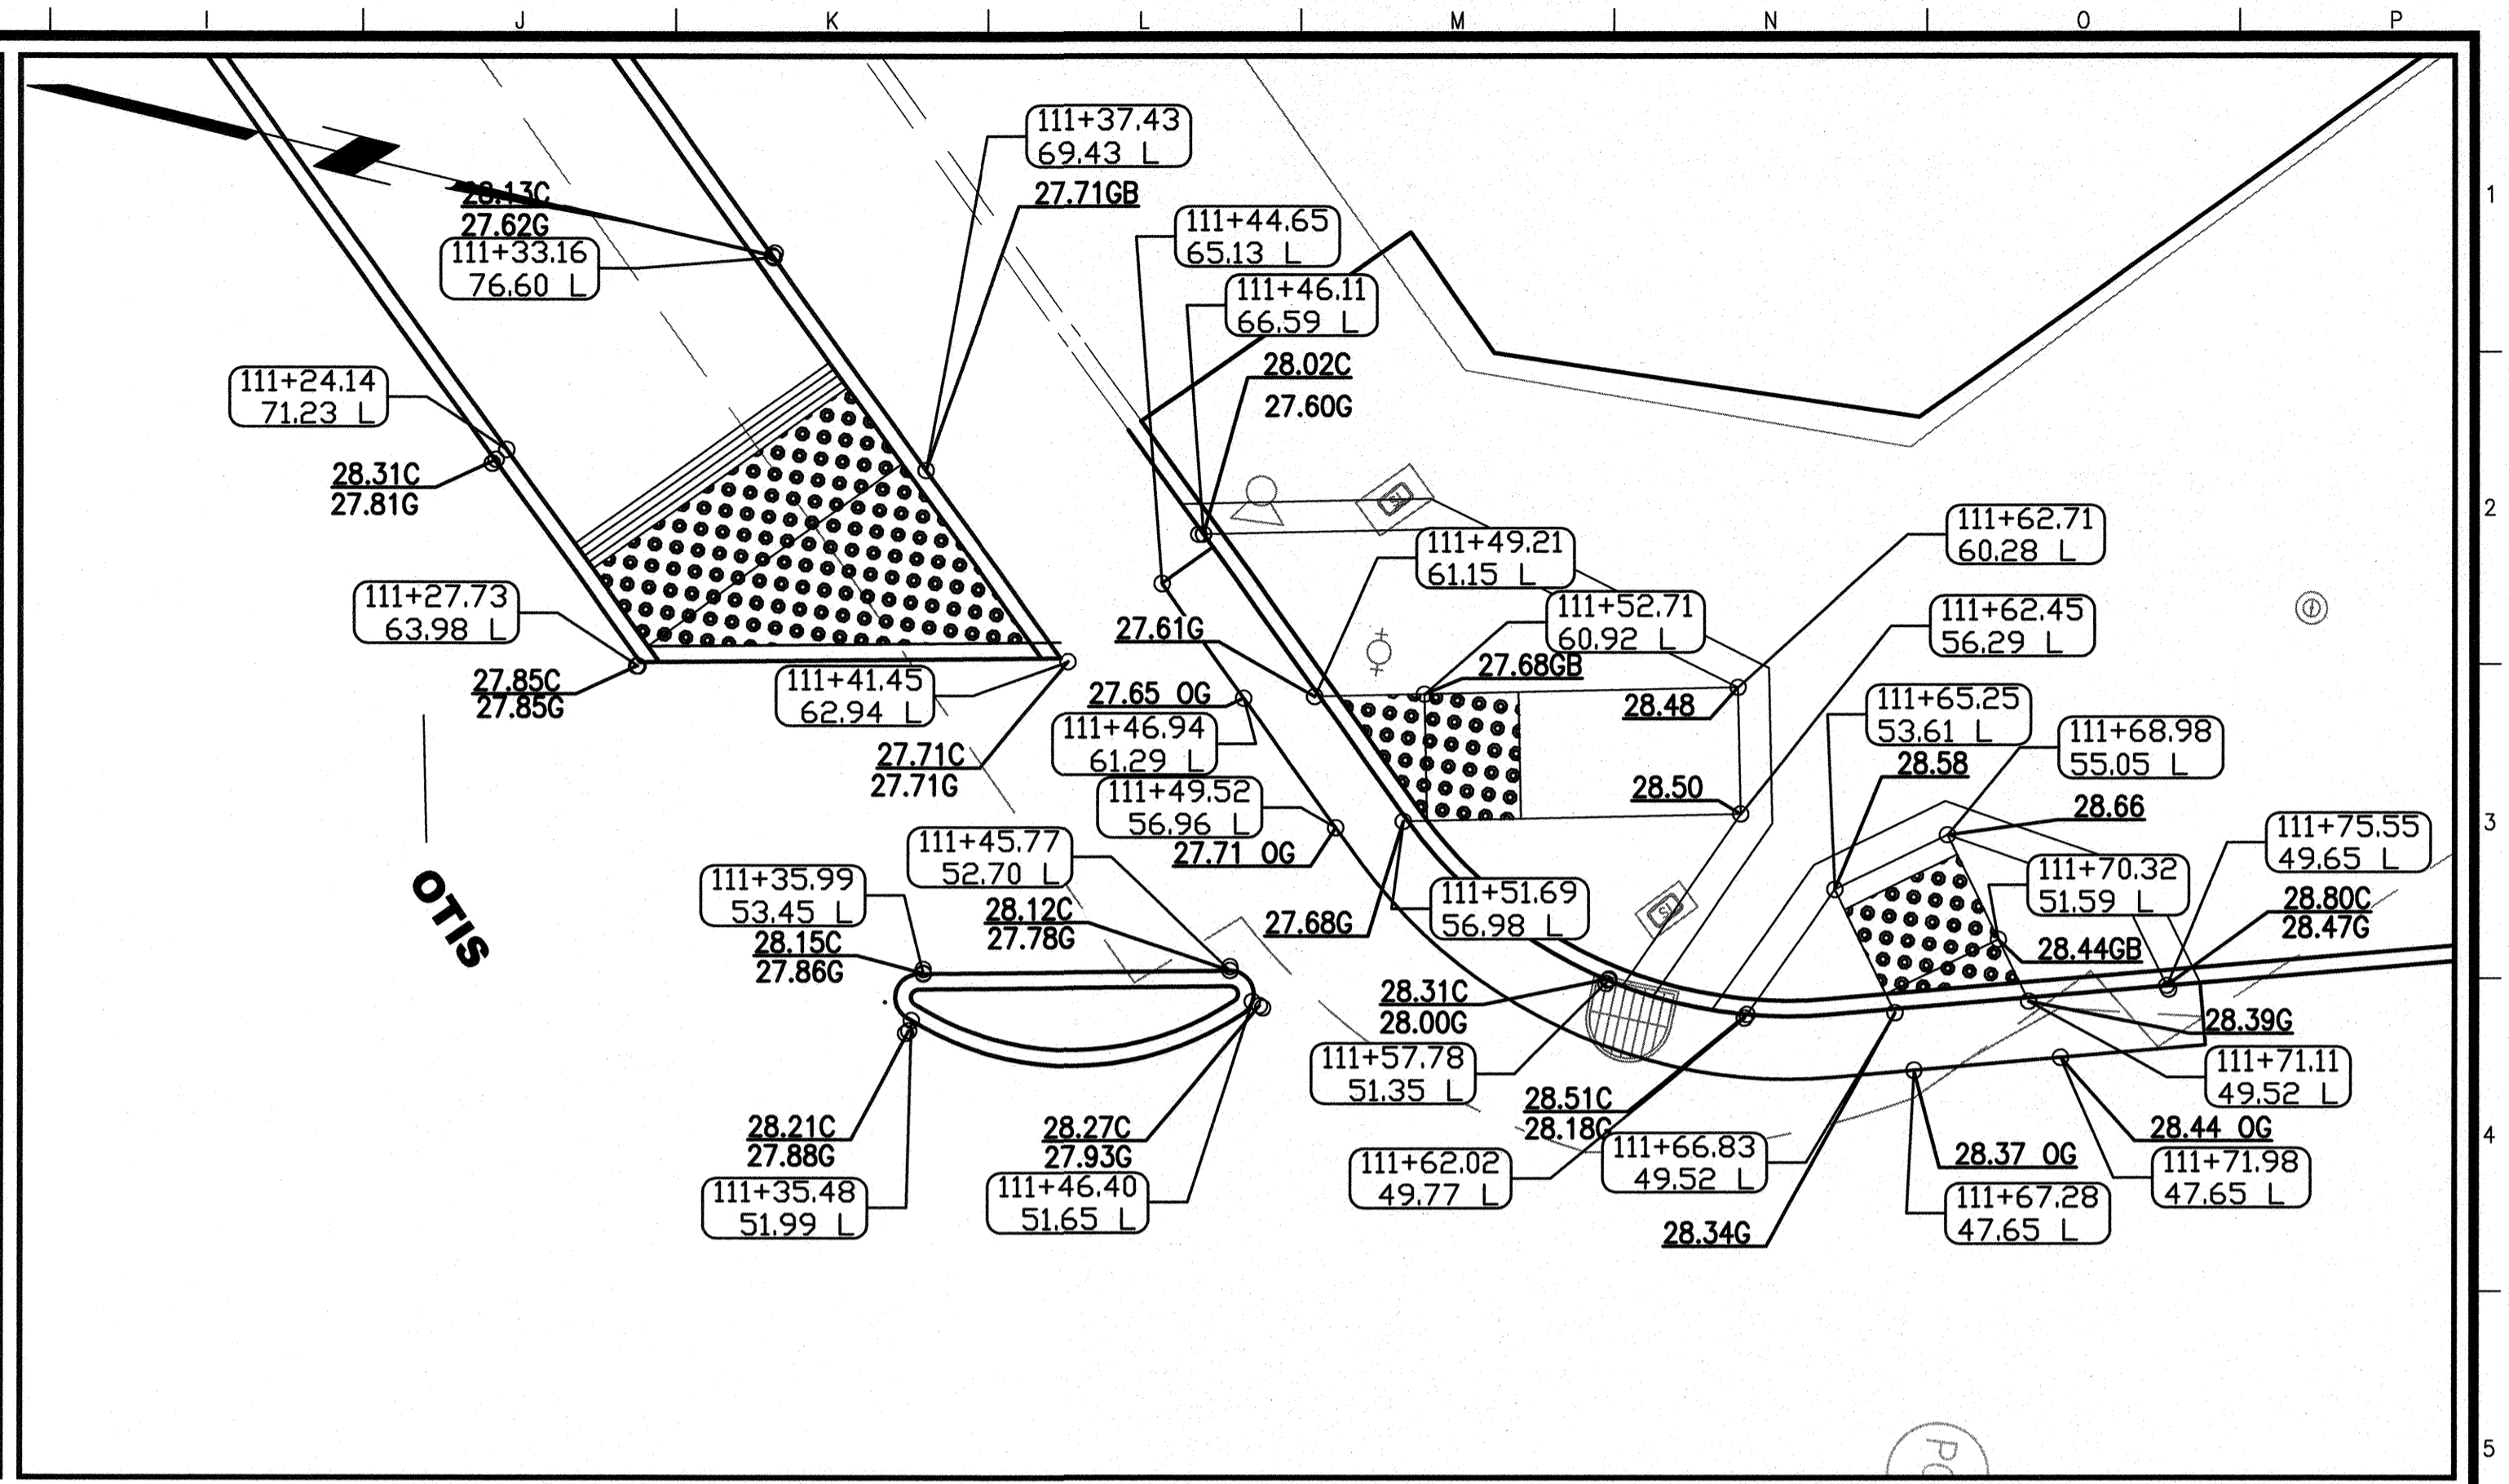 I J K L M N O P
111+37.43
69.43 L
27.71GB
1
28.13C
27.62G
111+33.16
76.60 L
111+44.65
65.13 L
111+46.11
66.59 L
28.02C
27.60G
111+24.14
71.23 L
28.31C
27.81G
2
111+49.21
61.15 L
111+62.71
60.28 L
111+27.73
63.98 L
27.85C
27.85G
27.61G
111+52.71
60.92 L
27.68GB
111+62.45
56.29 L
111+41.45
62.94 L
27.71C
27.71G
27.65 OG
111+46.94
61.29 L
28.48
111+65.25
53.61 L
28.58
111+68.98
55.05 L
111+49.52
56.96 L
27.71 OG
28.50
28.66
3
111+75.55
49.65 L
OTIS
111+35.99
53.45 L
28.15C
27.86G
111+45.77
52.70 L
28.12C
27.78G
27.68G
111+51.69
56.98 L
111+70.32
51.59 L
28.80C
28.47G
28.44GB
28.31C
28.00G
111+57.78
51.35 L
28.39G
111+71.11
49.52 L
28.21C
27.88G
111+35.48
51.99 L
28.27C
27.93G
111+46.40
51.65 L
28.51C
28.18G
111+62.02
49.77 L
111+66.83
49.52 L
28.34G
28.37 OG
111+67.28
47.65 L
28.44 OG
111+71.98
47.65 L
4
5